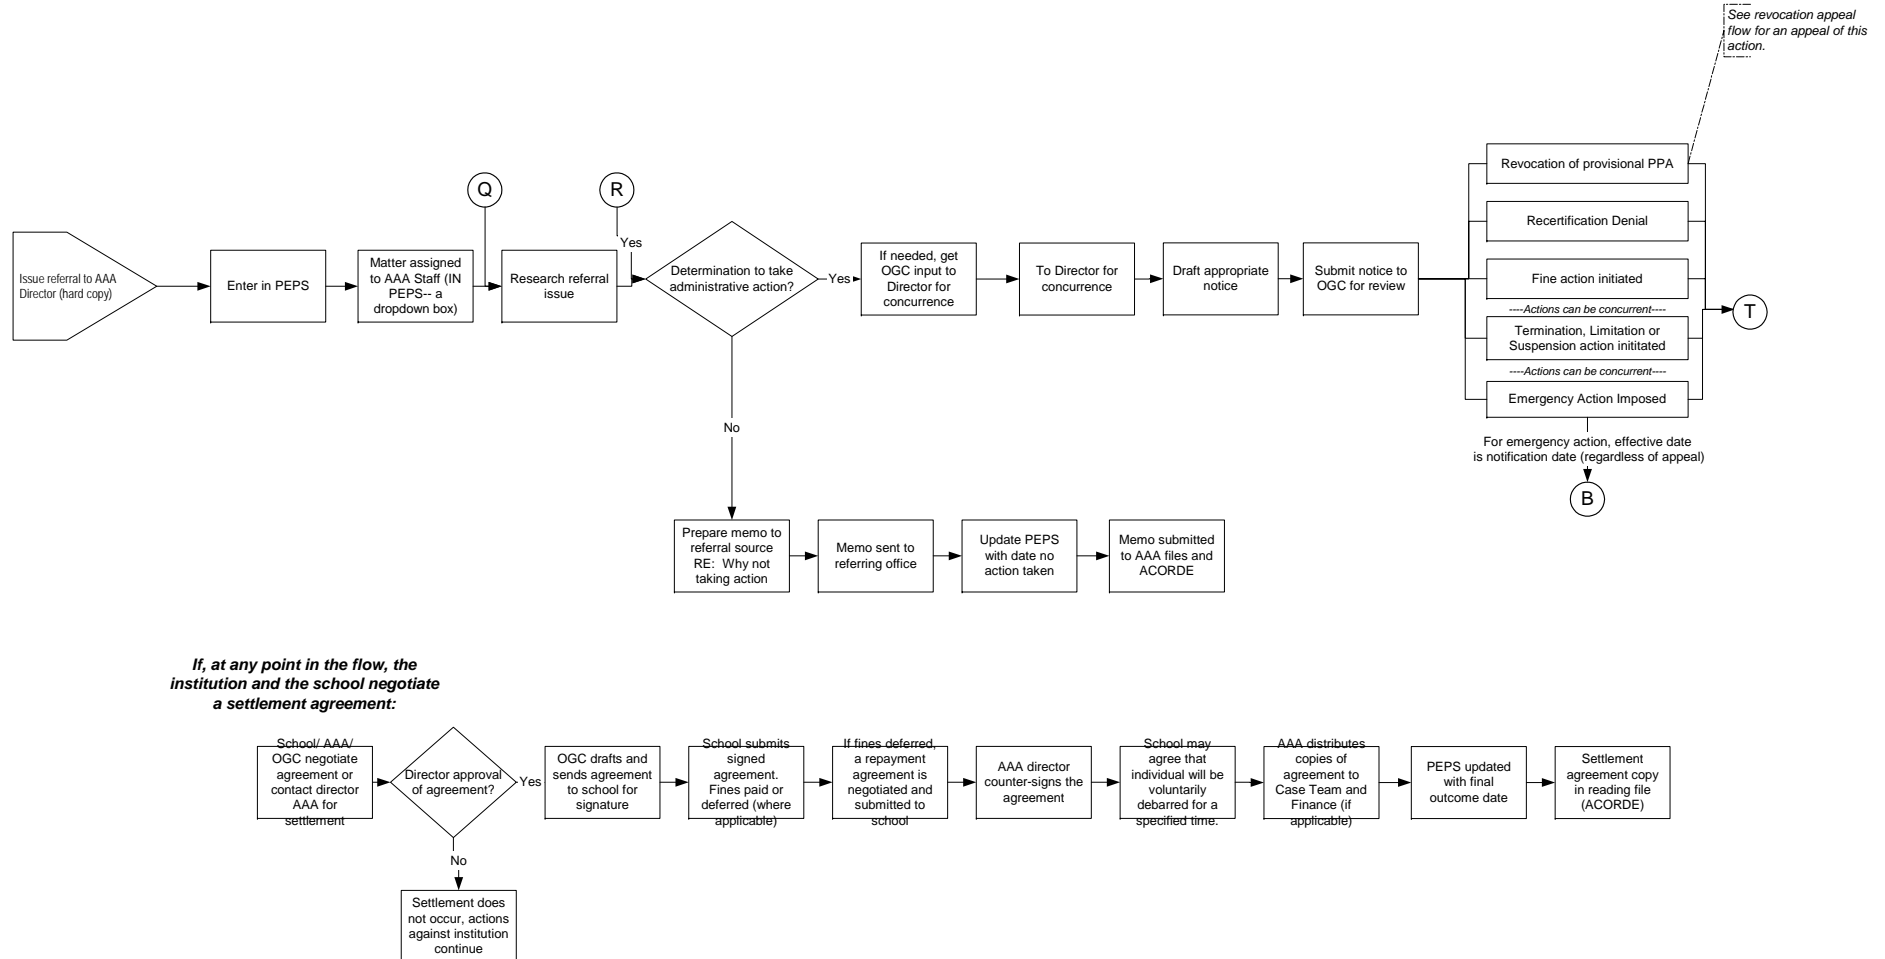 See revocation appeal
flow for an appeal of this
action.
Q
R
Issue referral to AAA
Director (hard copy)
Enter in PEPS
Matter assigned
to AAA Staff (IN
PEPS-- a
dropdown box)
Research referral
issue
Yes
Determination to take
administrative action?
Yes
If needed, get
OGC input to
Director for
concurrence
To Director for
concurrence
Draft appropriate
notice
Submit notice to
OGC for review
Revocation of provisional PPA
Recertification Denial
Fine action initiated
----Actions can be concurrent----
Termination, Limitation or
Suspension action inititated
----Actions can be concurrent----
Emergency Action Imposed
T
For emergency action, effective date
is notification date (regardless of appeal)
B
No
Prepare memo to
referral source
RE: Why not
taking action
Memo sent to
referring office
Update PEPS
with date no
action taken
Memo submitted
to AAA files and
ACORDE
If, at any point in the flow, the
institution and the school negotiate
a settlement agreement:
School/ AAA/
OGC negotiate
agreement or
contact director
AAA for
settlement
Director approval
of agreement?
Yes
OGC drafts and
sends agreement
to school for
signature
School submits
signed
agreement.
Fines paid or
deferred (where
applicable)
If fines deferred,
a repayment
agreement is
negotiated and
submitted to
school
AAA director
counter-signs the
agreement
School may
agree that
individual will be
voluntarily
debarred for a
specified time.
AAA distributes
copies of
agreement to
Case Team and
Finance (if
applicable)
PEPS updated
with final
outcome date
Settlement
agreement copy
in reading file
(ACORDE)
No
Settlement does
not occur, actions
against institution
continue